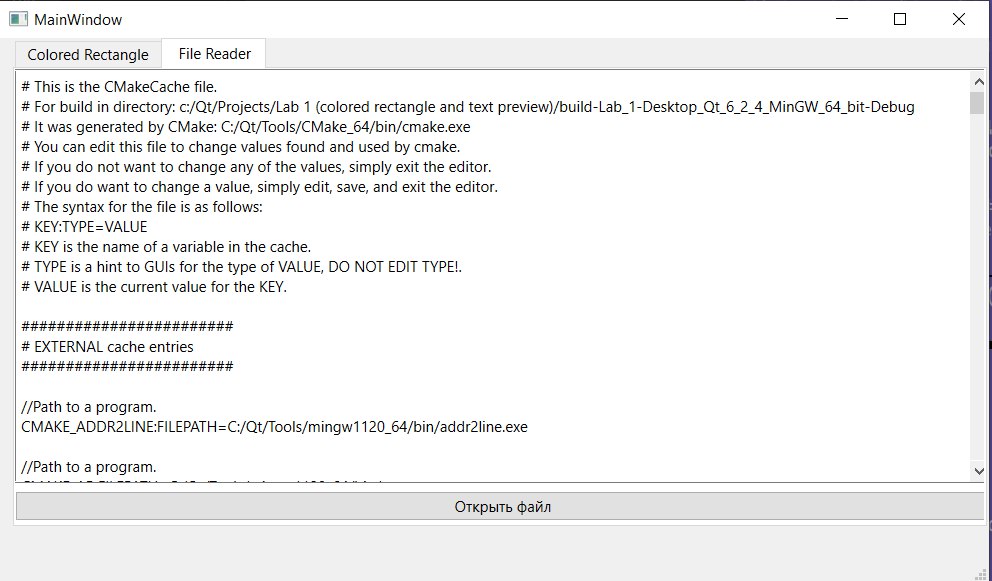 MainWindow
Colored Rectangle File Reader
# This is the CMakeCache file.
# For build in directory: c:/Qt/Projects/Lab 1 (colored rectangle and text preview)/build-Lab_1-Desktop_Qt_6_2_4_MinGW_64_bit-Debug
# It was generated by CMake: C:/Qt/Tools/CMake_64/bin/cmake.exe
# You can edit this file to change values found and used by cmake.
# If you do not want to change any of the values, simply exit the editor.
# If you do want to change a value, simply edit, save, and exit the editor.
# The syntax for the file is as follows:
# KEY:TYPE=VALUE
# KEY is the name of a variable in the cache.
# TYPE is a hint to GUIs for the type of VALUE, DO NOT EDIT TYPE!.
# VALUE is the current value for the KEY.
########################
# EXTERNAL cache entries
########################
//Path to a program.
CMAKE_ADDR2LINE:FILEPATH=C:/Qt/Tools/mingw1120_64/bin/addr2line.exe
//Path to a program.
Открыть файл